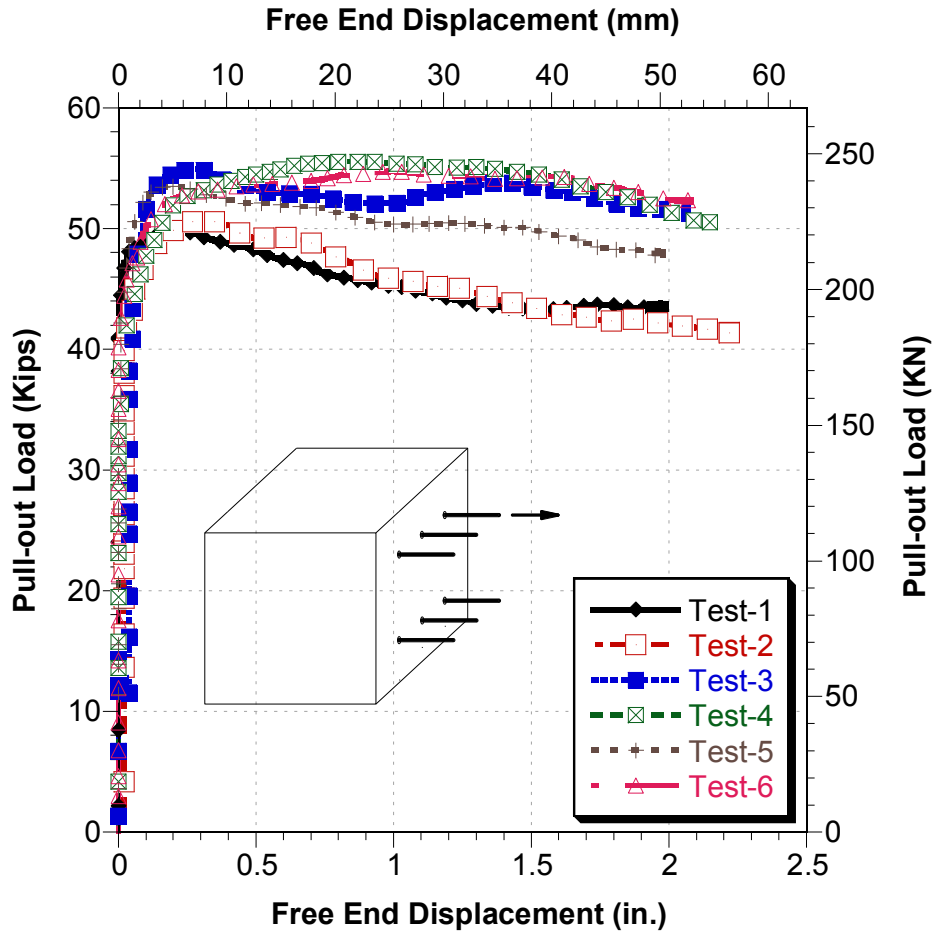 Free End Displacement (mm)
0 10 20 30 40 50 60
60
50
40
30
20
10
0
Pull-out Load (Kips)
250
200
150
100
50
0
Pull-out Load (KN)
Test-1
Test-2
Test-3
Test-4
Test-5
Test-6
0 0.5 1 1.5 2 2.5
Free End Displacement (in.)